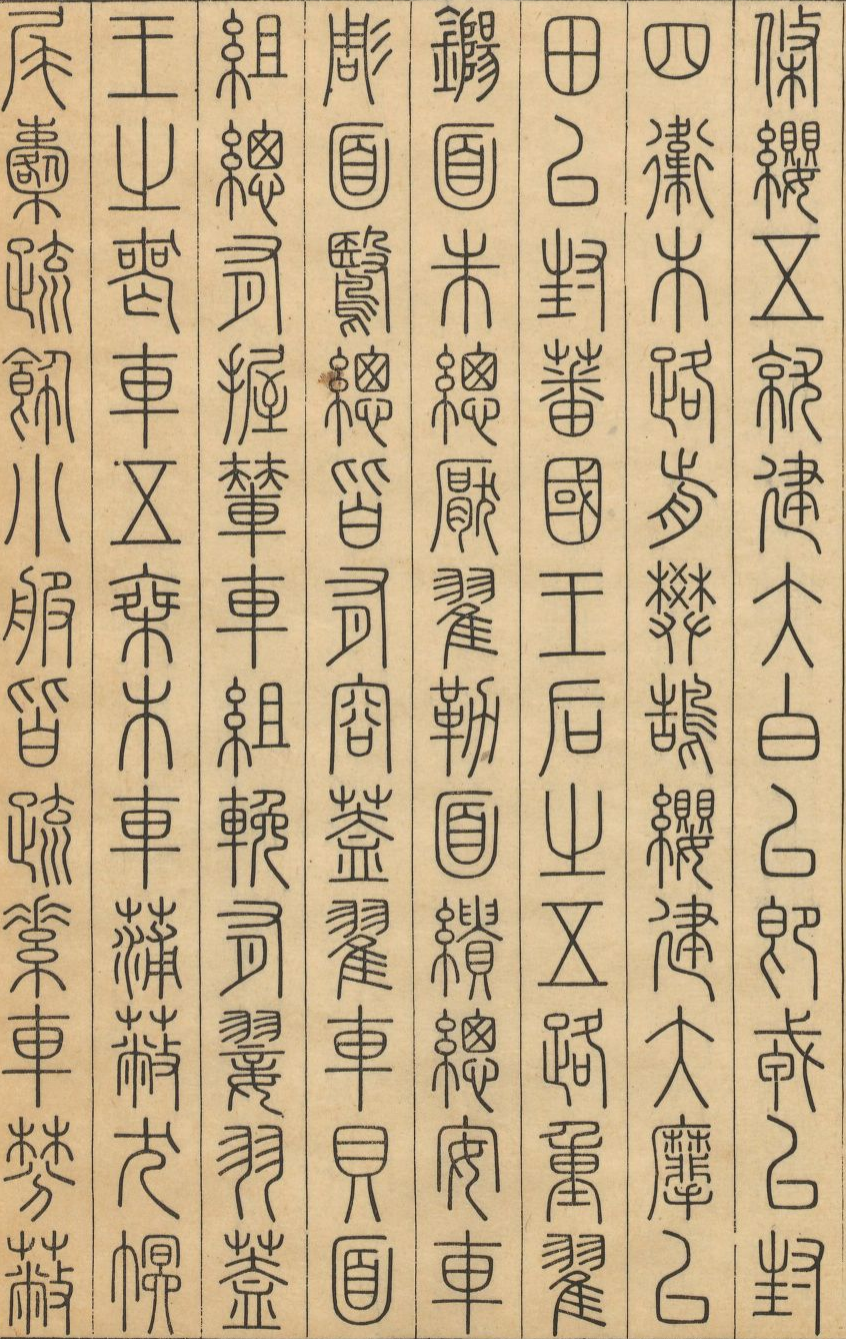 條纓五就建大白以即戎以封
四衛木路前樊鵠纓建大麾以
田以封蕃國王后之五路重翟
鍚面朱總厭翟勒面繢總安車
彫面鷖總皆有容蓋翟車貝面
組總有握輦車組輓有翣羽蓋
王之喪車五乘木車蒲蔽犬幎
尾櫜疏飾小服皆疏素車棼蔽